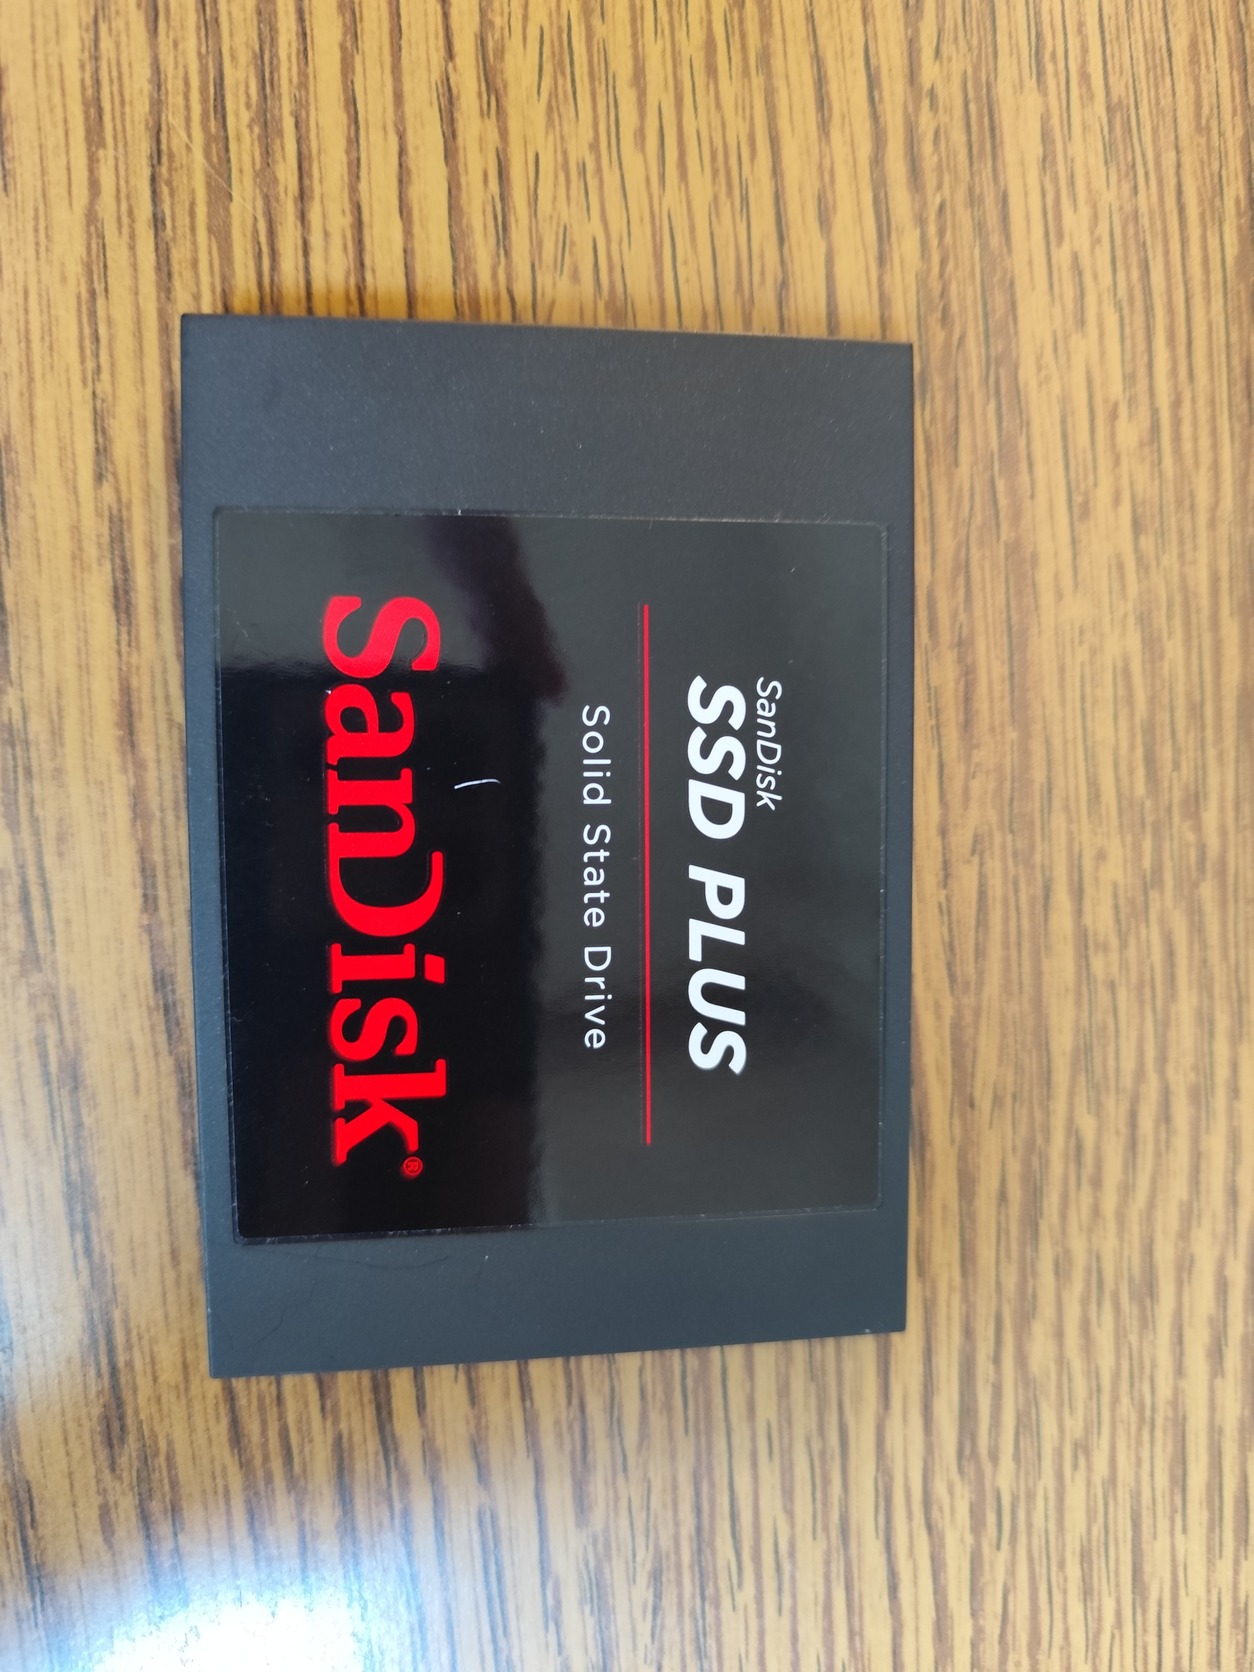 SanDisk
SSD PLUS
Solid State Drive
SanDisk®